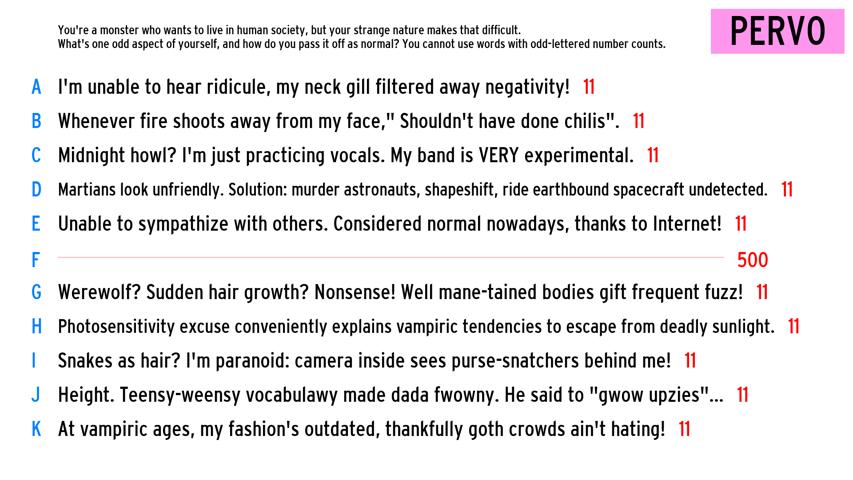 You're a monster who wants to live in human society, but your strange nature makes that difficult.
What's one odd aspect of yourself, and how do you pass it off as normal? You cannot use words with odd-lettered number counts.
PERVO
A I'm unable to hear ridicule, my neck gill filtered away negativity! 11
B Whenever fire shoots away from my face," Shouldn't have done chilis". 11
C Midnight howl? I'm just practicing vocals. My band is VERY experimental. 11
D Martians look unfriendly. Solution: murder astronauts, shapeshift, ride earthbound spacecraft undetected. 11
E Unable to sympathize with others. Considered normal nowadays, thanks to Internet! 11
F 500
G Werewolf? Sudden hair growth? Nonsense! Well mane-tained bodies gift frequent fuzz! 11
H Photosensitivity excuse conveniently explains vampiric tendencies to escape from deadly sunlight. 11
I Snakes as hair? I'm paranoid: camera inside sees purse-snatchers behind me! 11
J Height. Teensy-weensy vocabulawy made dada fwowny. He said to "gwow upzies"... 11
K At vampiric ages, my fashion's outdated, thankfully goth crowds ain't hating! 11